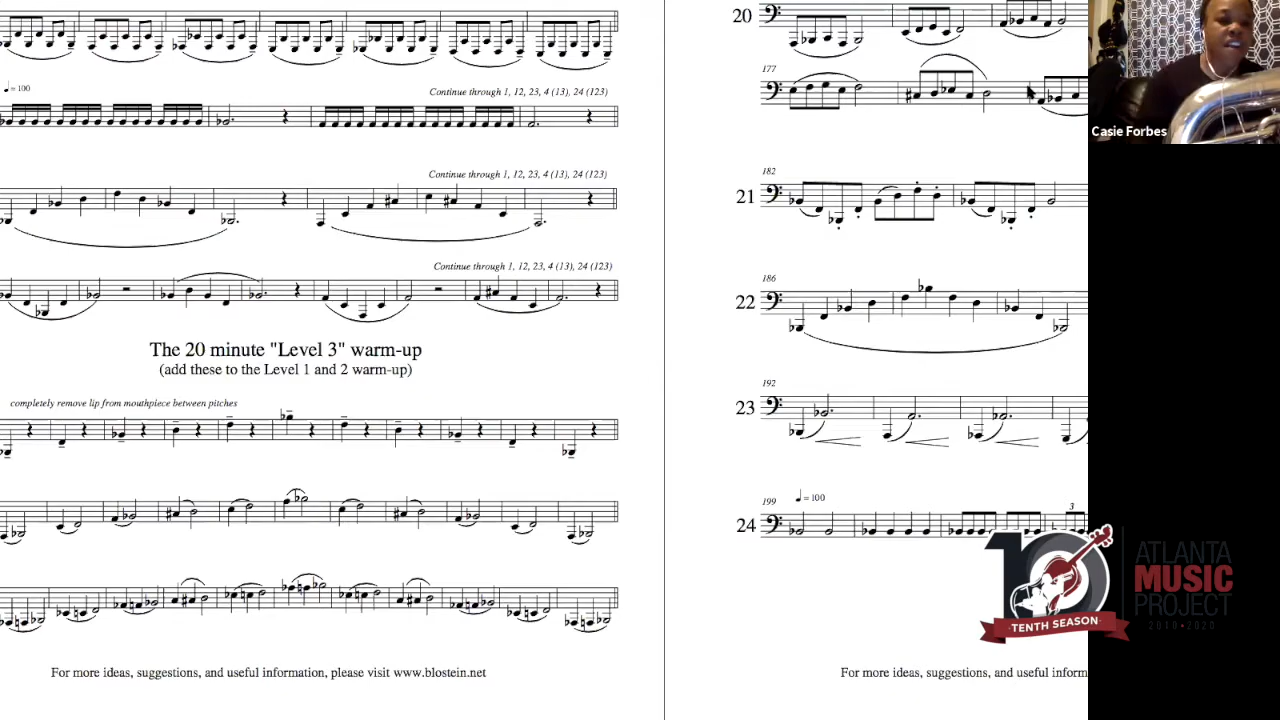 ♩=100
Continue through 1, 12, 23, 4 (13), 24 (123)
Continue through 1, 12, 23, 4 (13), 24 (123)
Continue through 1, 12, 23, 4 (13), 24 (123)
The 20 minute "Level 3" warm-up
(add these to the Level 1 and 2 warm-up)
completely remove lip from mouthpiece between pitches
For more ideas, suggestions, and useful information, please visit www.blostein.net
20
177
182
21
186
22
192
23
199
♩=100
24
3
For more ideas, suggestions, and useful inform
Casie Forbes
10
TENTH SEASON
ATLANTA
MUSIC
PROJECT
2010•2020